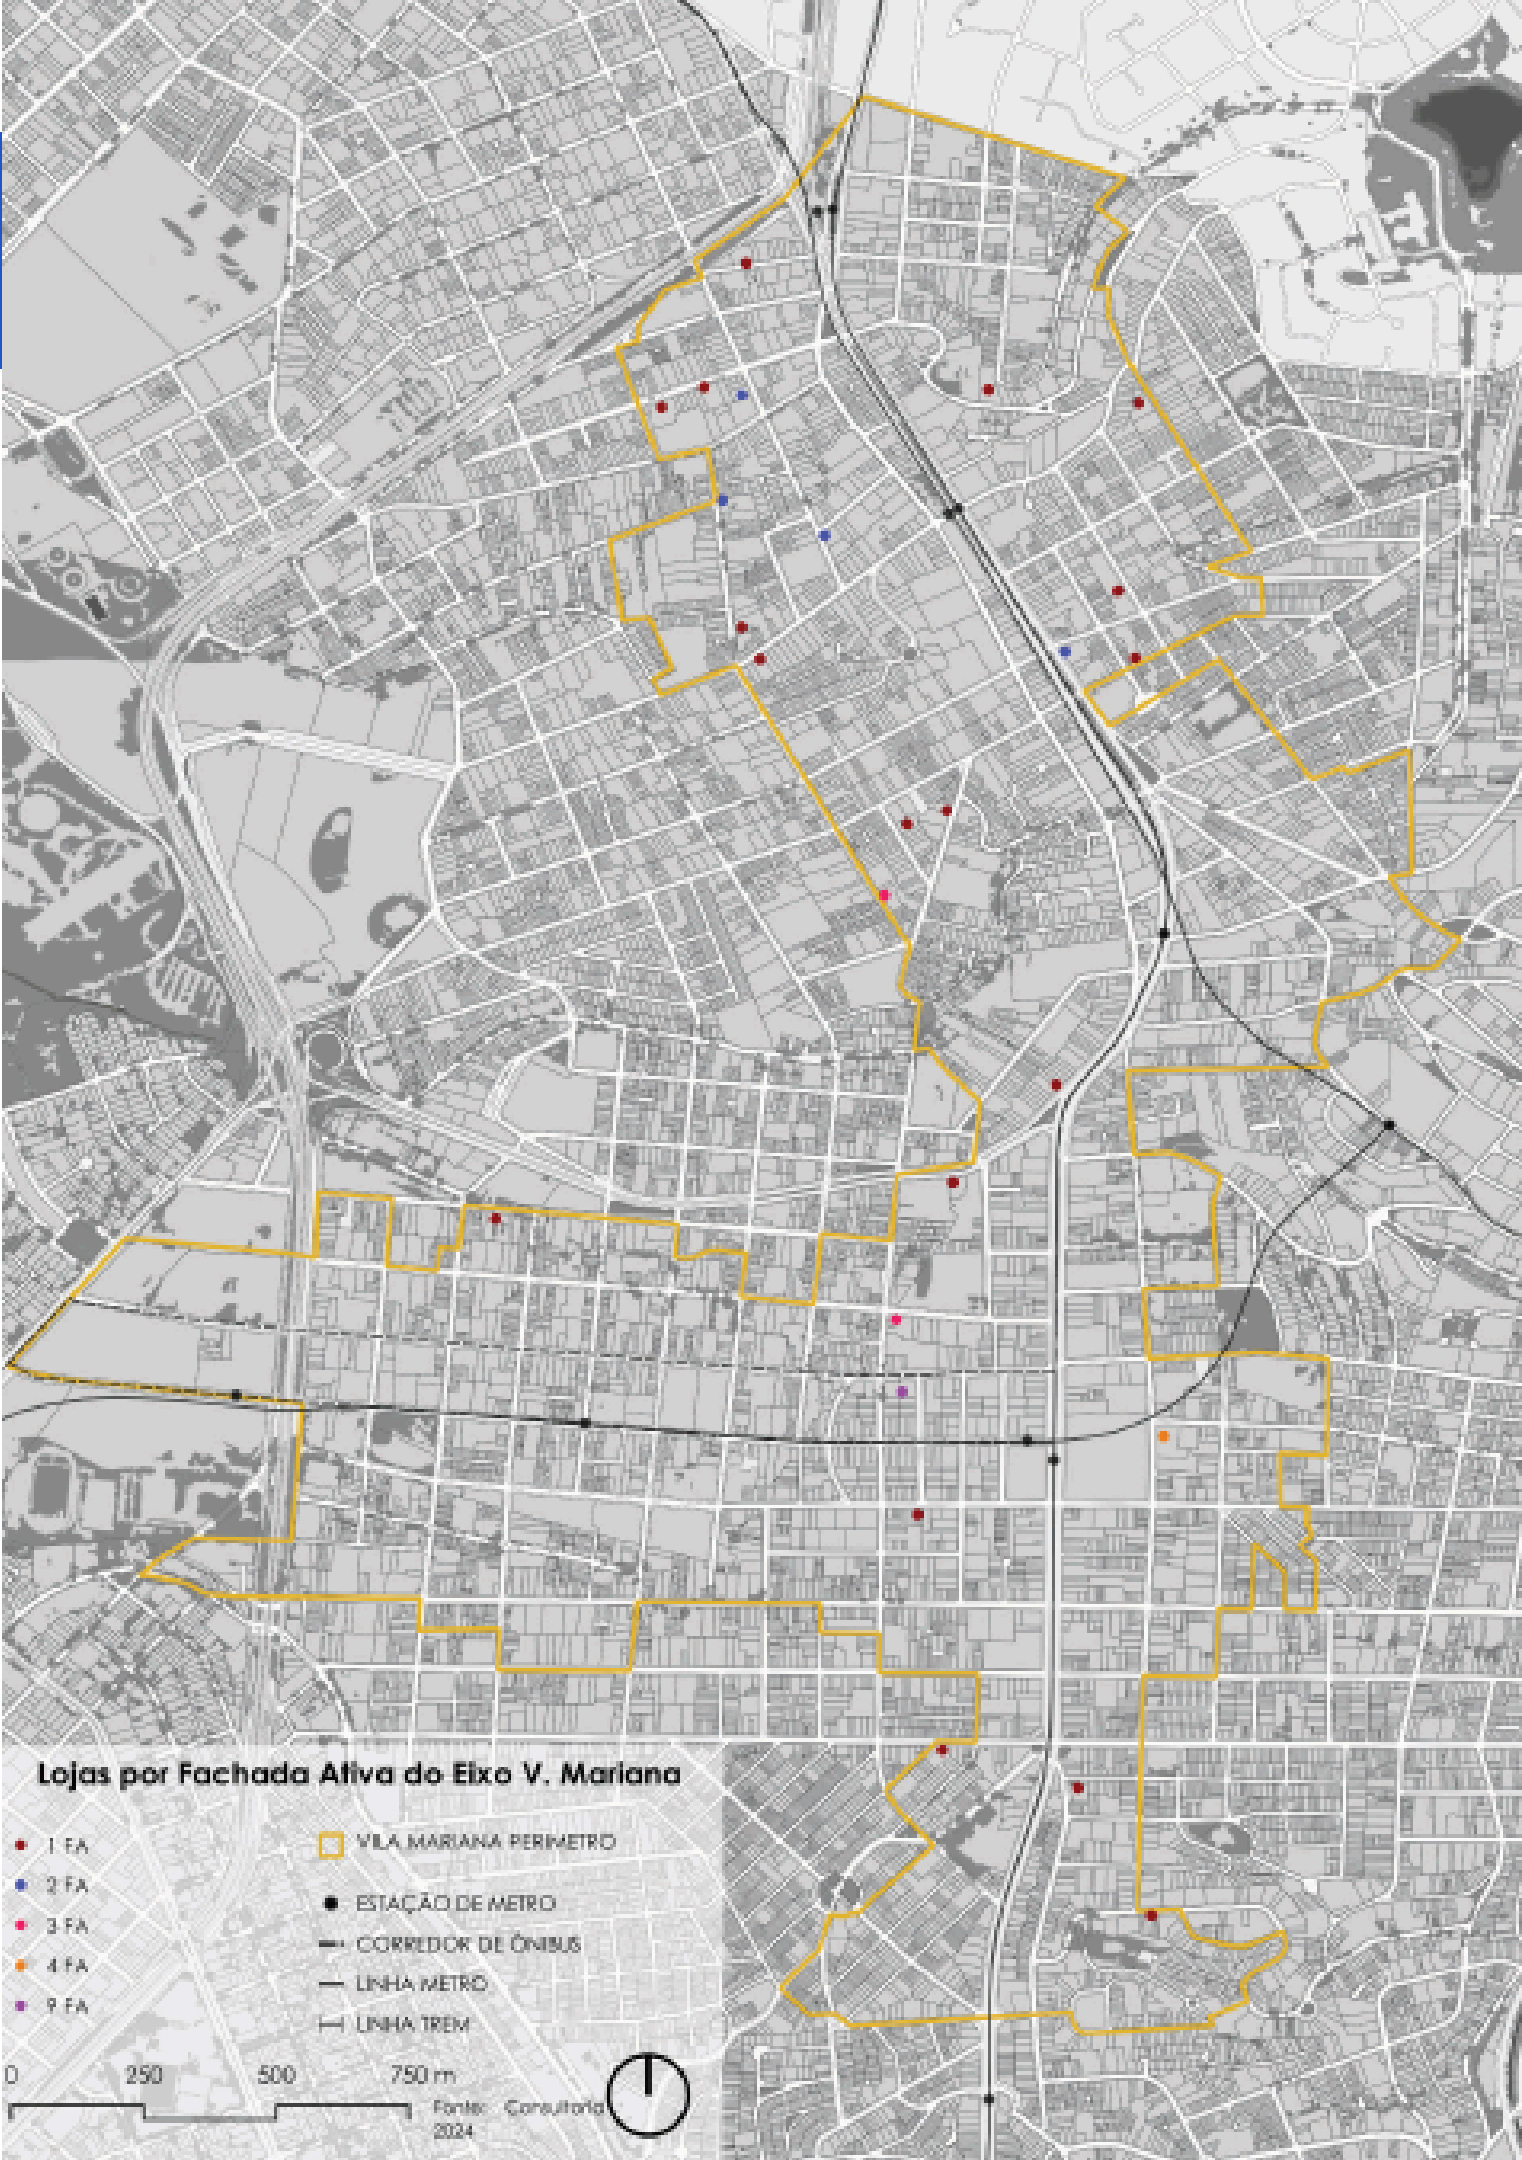 Lojas por Fachada Ativa do Eixo V. Mariana
1 FA
2 FA
3 FA
4 FA
9 FA
VILA MARIANA PERIMETRO
ESTAÇÃO DE METRO
CORREDOR DE ÔNIBUS
LINHA METRO
LINHA TREM
0 250 500 750 m
Fonte: Consultoria
2024